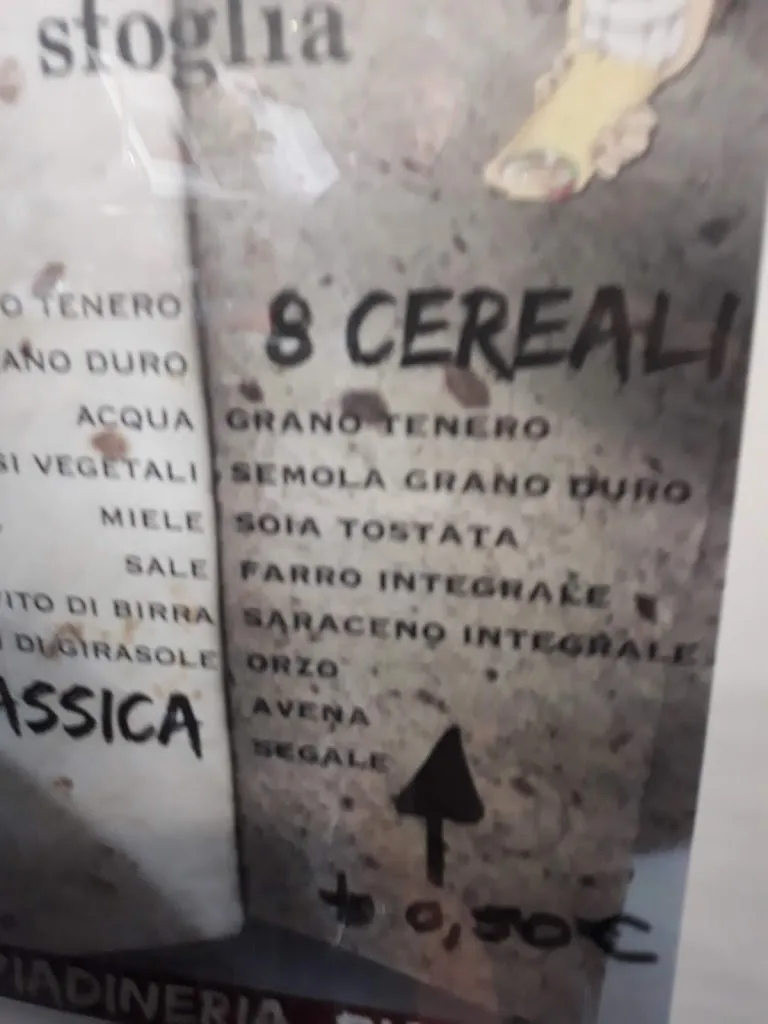 sfoglia
O TENERO
ANO DURO
ACQUA
SI VEGETALI
MIELE
SALE
VITO DI BIRRA
DI GIRASOLE
ASSICA
8 CEREALI
GRANO TENERO
SEMOLA GRANO DURO
SOIA TOSTATA
FARRO INTEGRALE
SARACENO INTEGRALE
ORZO
AVENA
SEGALE
+ 0,50€
PIADINERIA